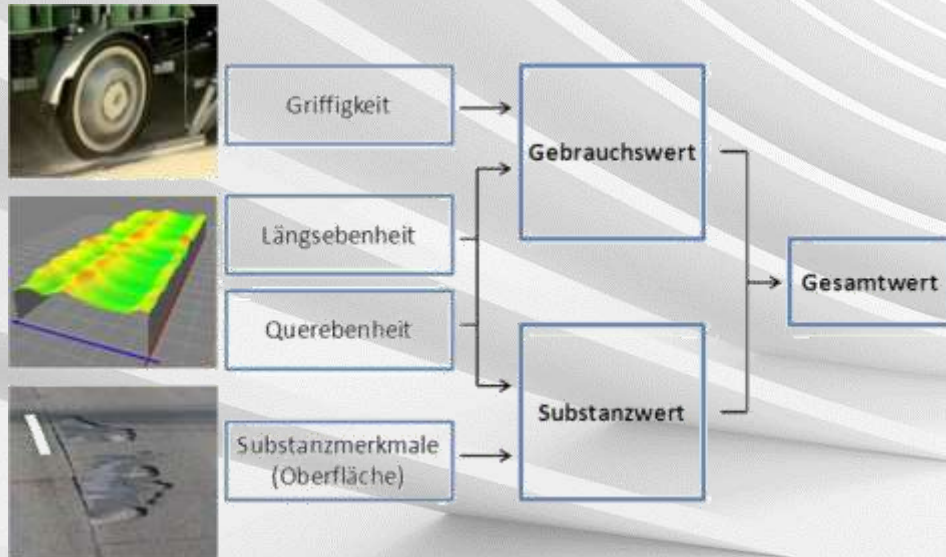 Griffigkeit
Gebrauchswert
Längsebenheit
Gesamtwert
Querebenheit
Substanzwert
Substanzmerkmale
(Oberfläche)